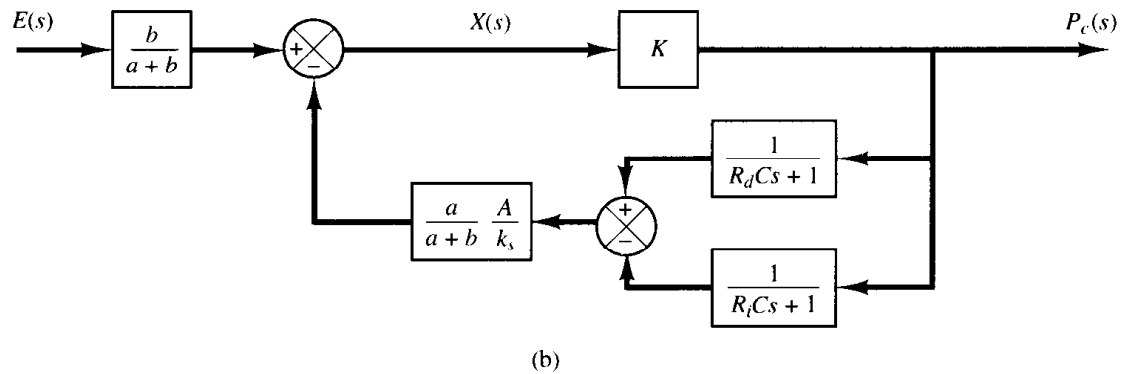 E(s)
b
a + b
+
−
X(s)
K
P_c(s)
1
R_dCs + 1
a
a + b
A
k_s
+
−
1
R_iCs + 1
(b)